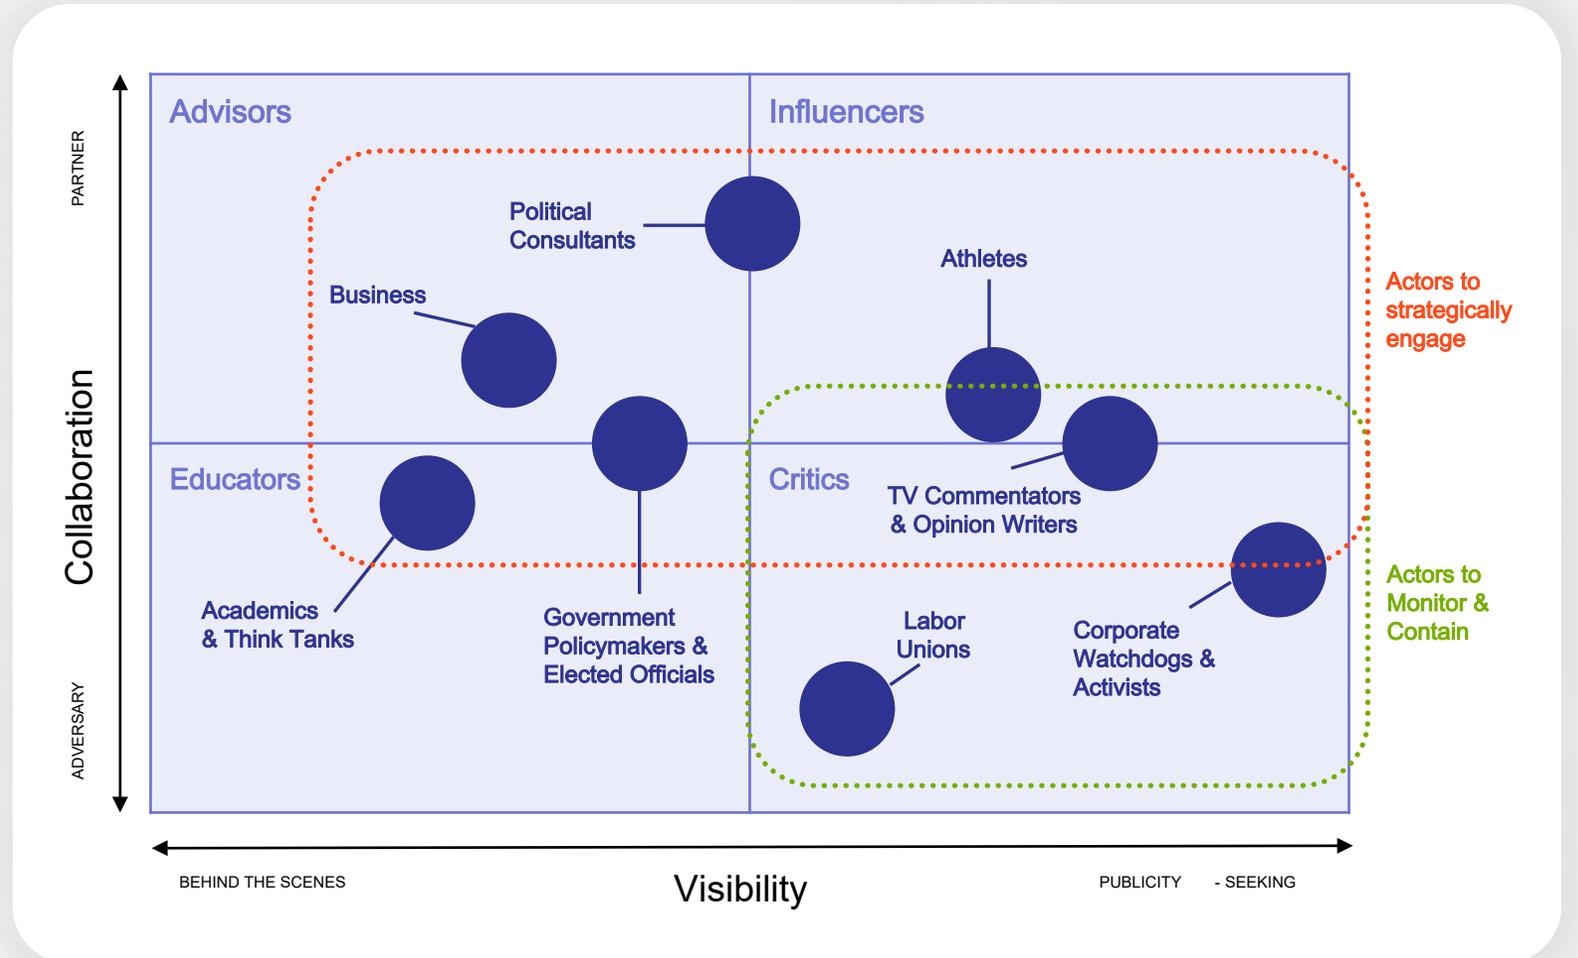 Advisors
Influencers
PARTNER
Political
Consultants
Athletes
Business
Actors to
strategically
engage
Collaboration
Educators
Critics
TV Commentators
& Opinion Writers
Academics
& Think Tanks
Government
Policymakers &
Elected Officials
Labor
Unions
Corporate
Watchdogs &
Activists
Actors to
Monitor &
Contain
ADVERSARY
BEHIND THE SCENES
Visibility
PUBLICITY - SEEKING